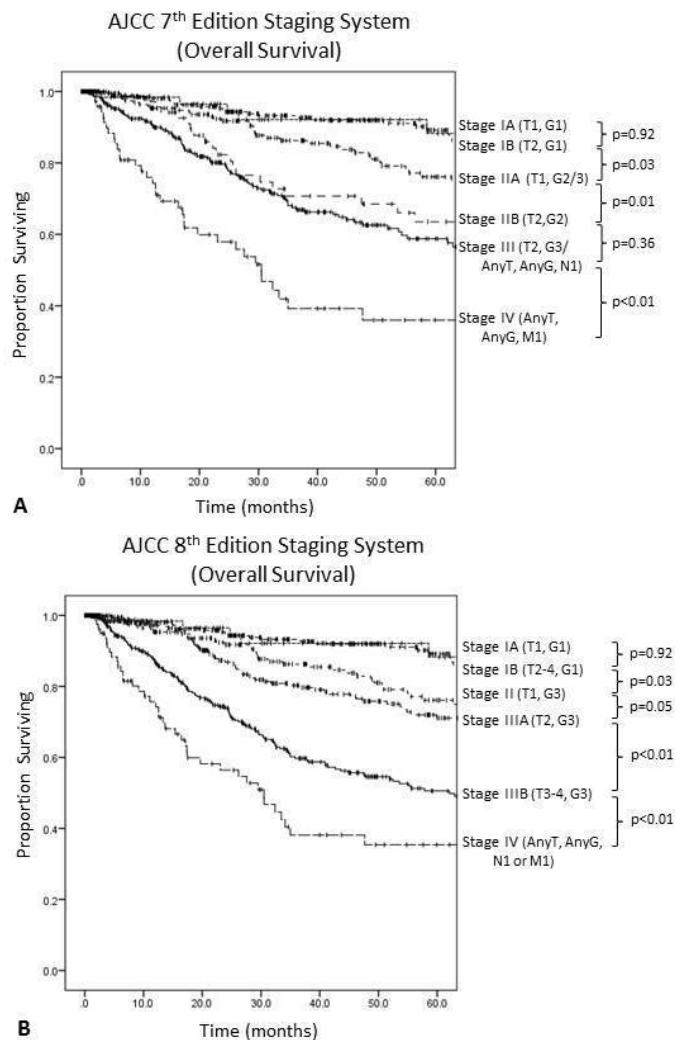 AJCC 7th Edition Staging System
(Overall Survival)
1.0
0.8
0.6
0.4
0.2
0.0
Proportion Surviving
.0 10.0 20.0 30.0 40.0 50.0 60.0
Time (months)
Stage IA (T1, G1)
Stage IB (T2, G1)
Stage IIA (T1, G2/3)
Stage IIB (T2,G2)
Stage III (T2, G3/
AnyT, AnyG, N1)
Stage IV (AnyT,
AnyG, M1)
p=0.92
p=0.03
p=0.01
p=0.36
p<0.01
A
AJCC 8th Edition Staging System
(Overall Survival)
1.0
0.8
0.6
0.4
0.2
0.0
Proportion Surviving
.0 10.0 20.0 30.0 40.0 50.0 60.0
Time (months)
Stage IA (T1, G1)
Stage IB (T2-4, G1)
Stage II (T1, G3)
Stage IIIA (T2, G3)
Stage IIIB (T3-4, G3)
Stage IV (AnyT, AnyG,
N1 or M1)
p=0.92
p=0.03
p=0.05
p<0.01
p<0.01
B